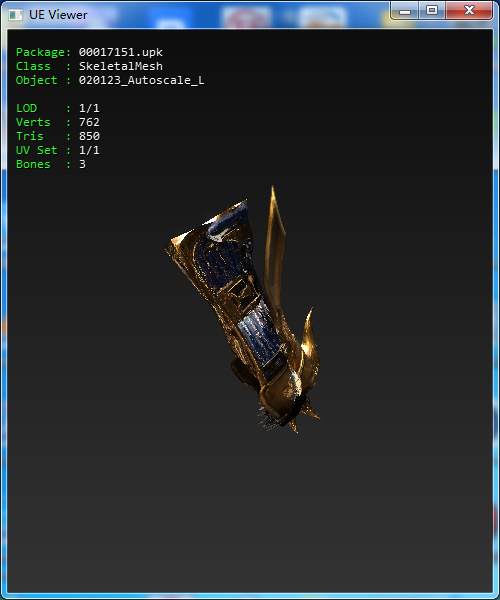 UE Viewer
Package: 00017151.upk
Class : SkeletalMesh
Object : 020123_Autoscale_L
LOD : 1/1
Verts : 762
Tris : 850
UV Set : 1/1
Bones : 3